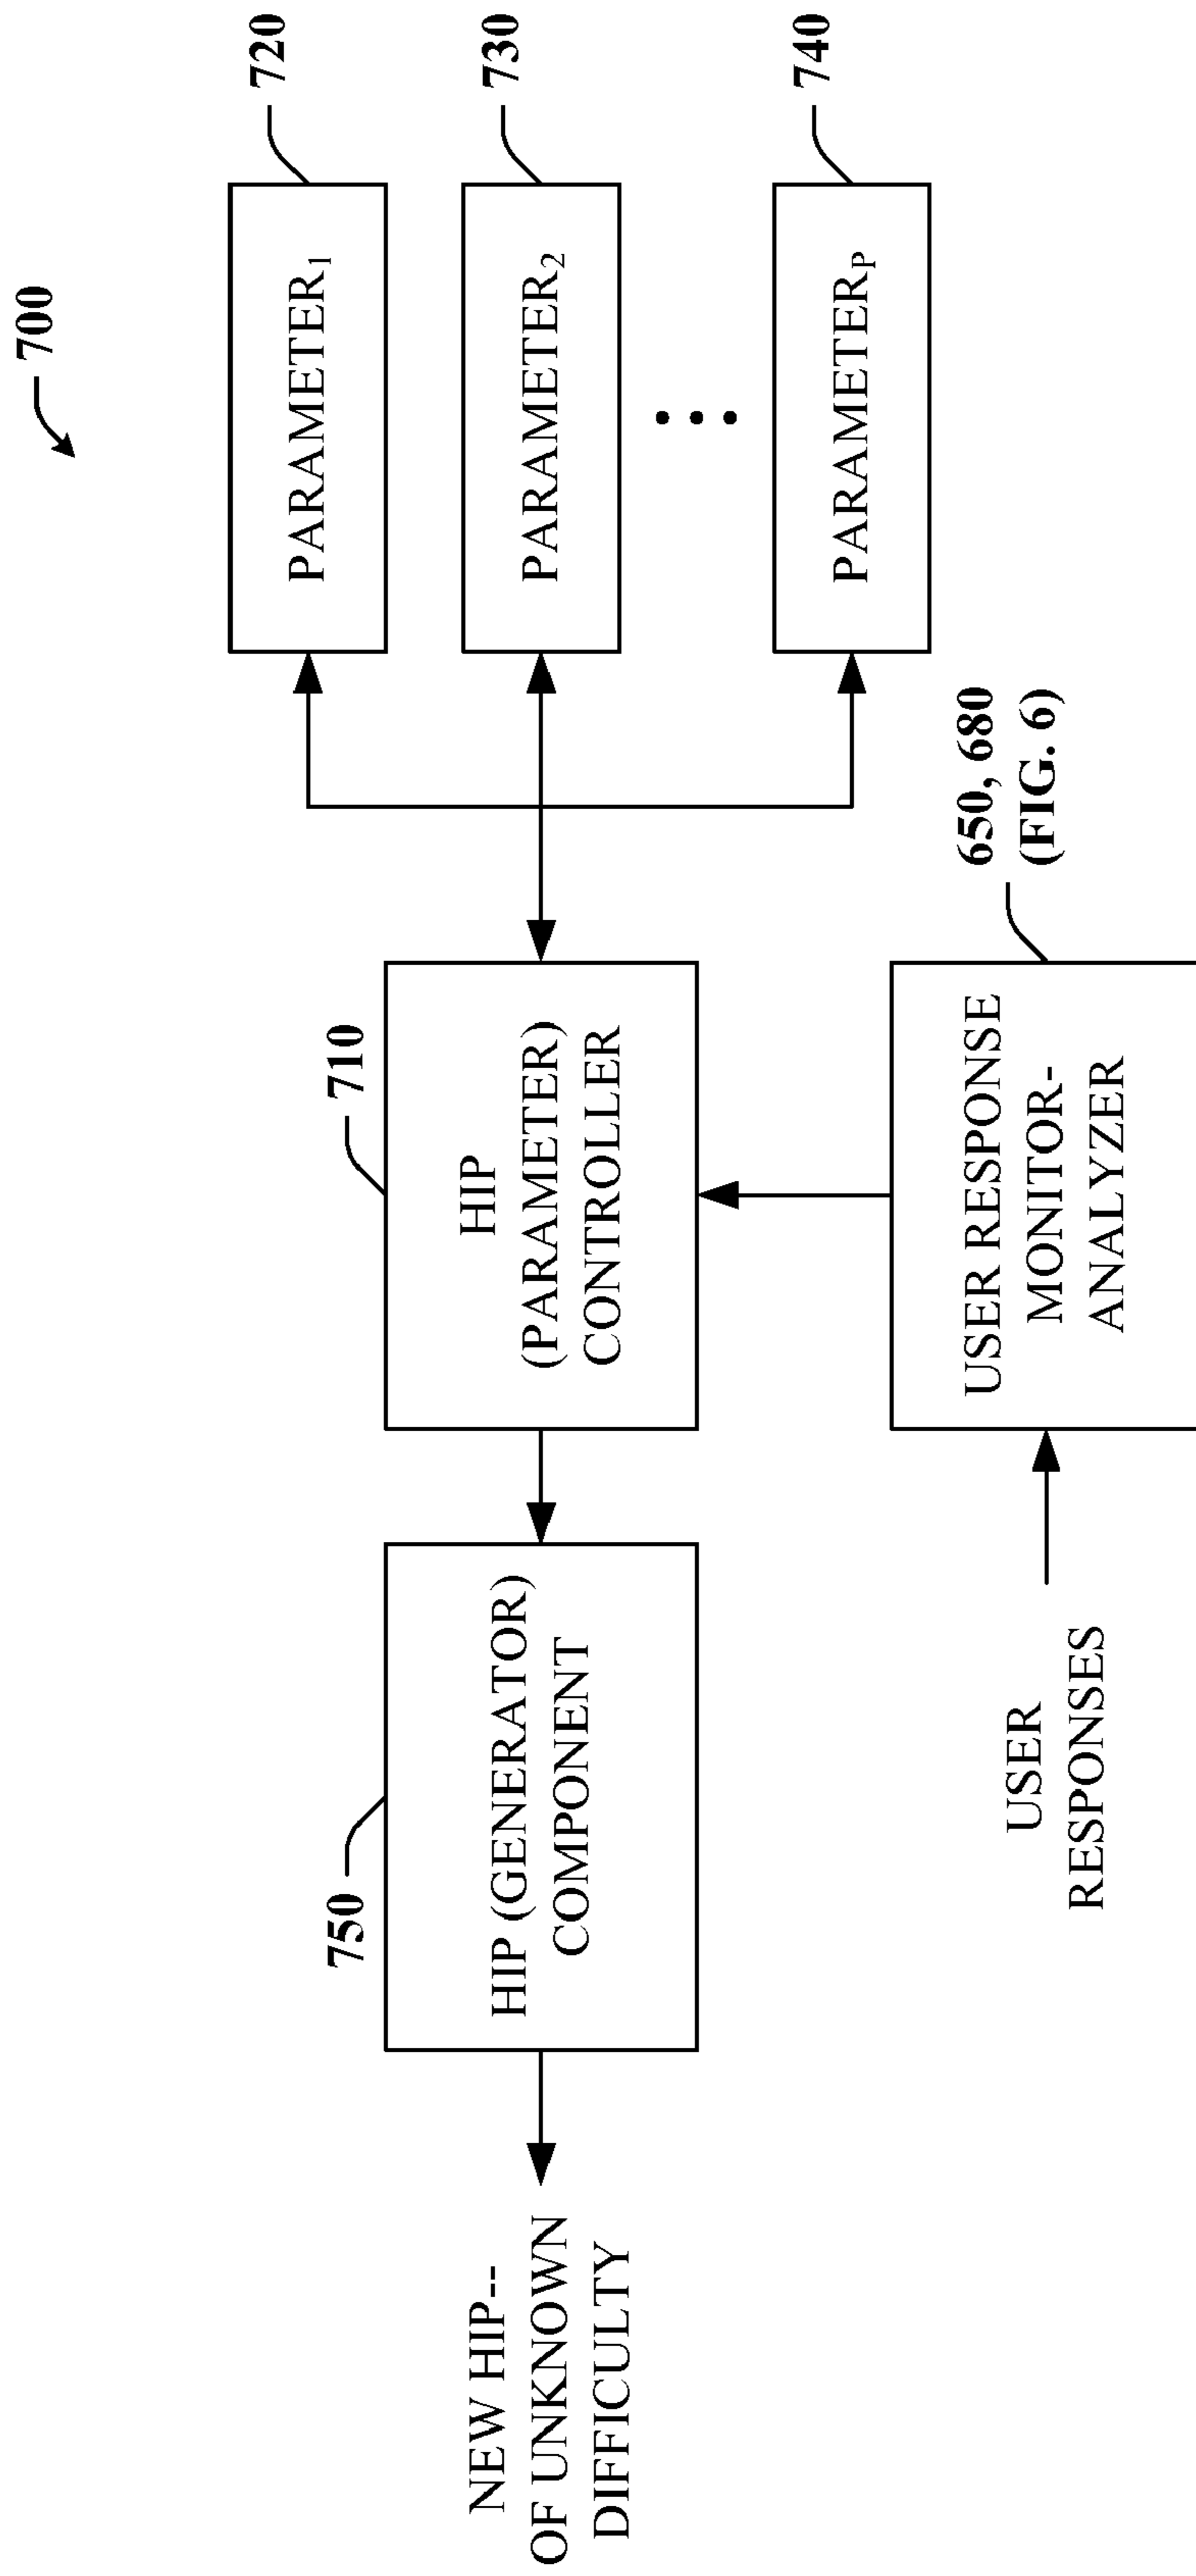 700
720
PARAMETER1
730
PARAMETER2
740
PARAMETERP
710
HIP
(PARAMETER)
CONTROLLER
750
HIP (GENERATOR)
COMPONENT
NEW HIP--
OF UNKNOWN
DIFFICULTY
650, 680
(FIG. 6)
USER RESPONSE
MONITOR-
ANALYZER
USER
RESPONSES